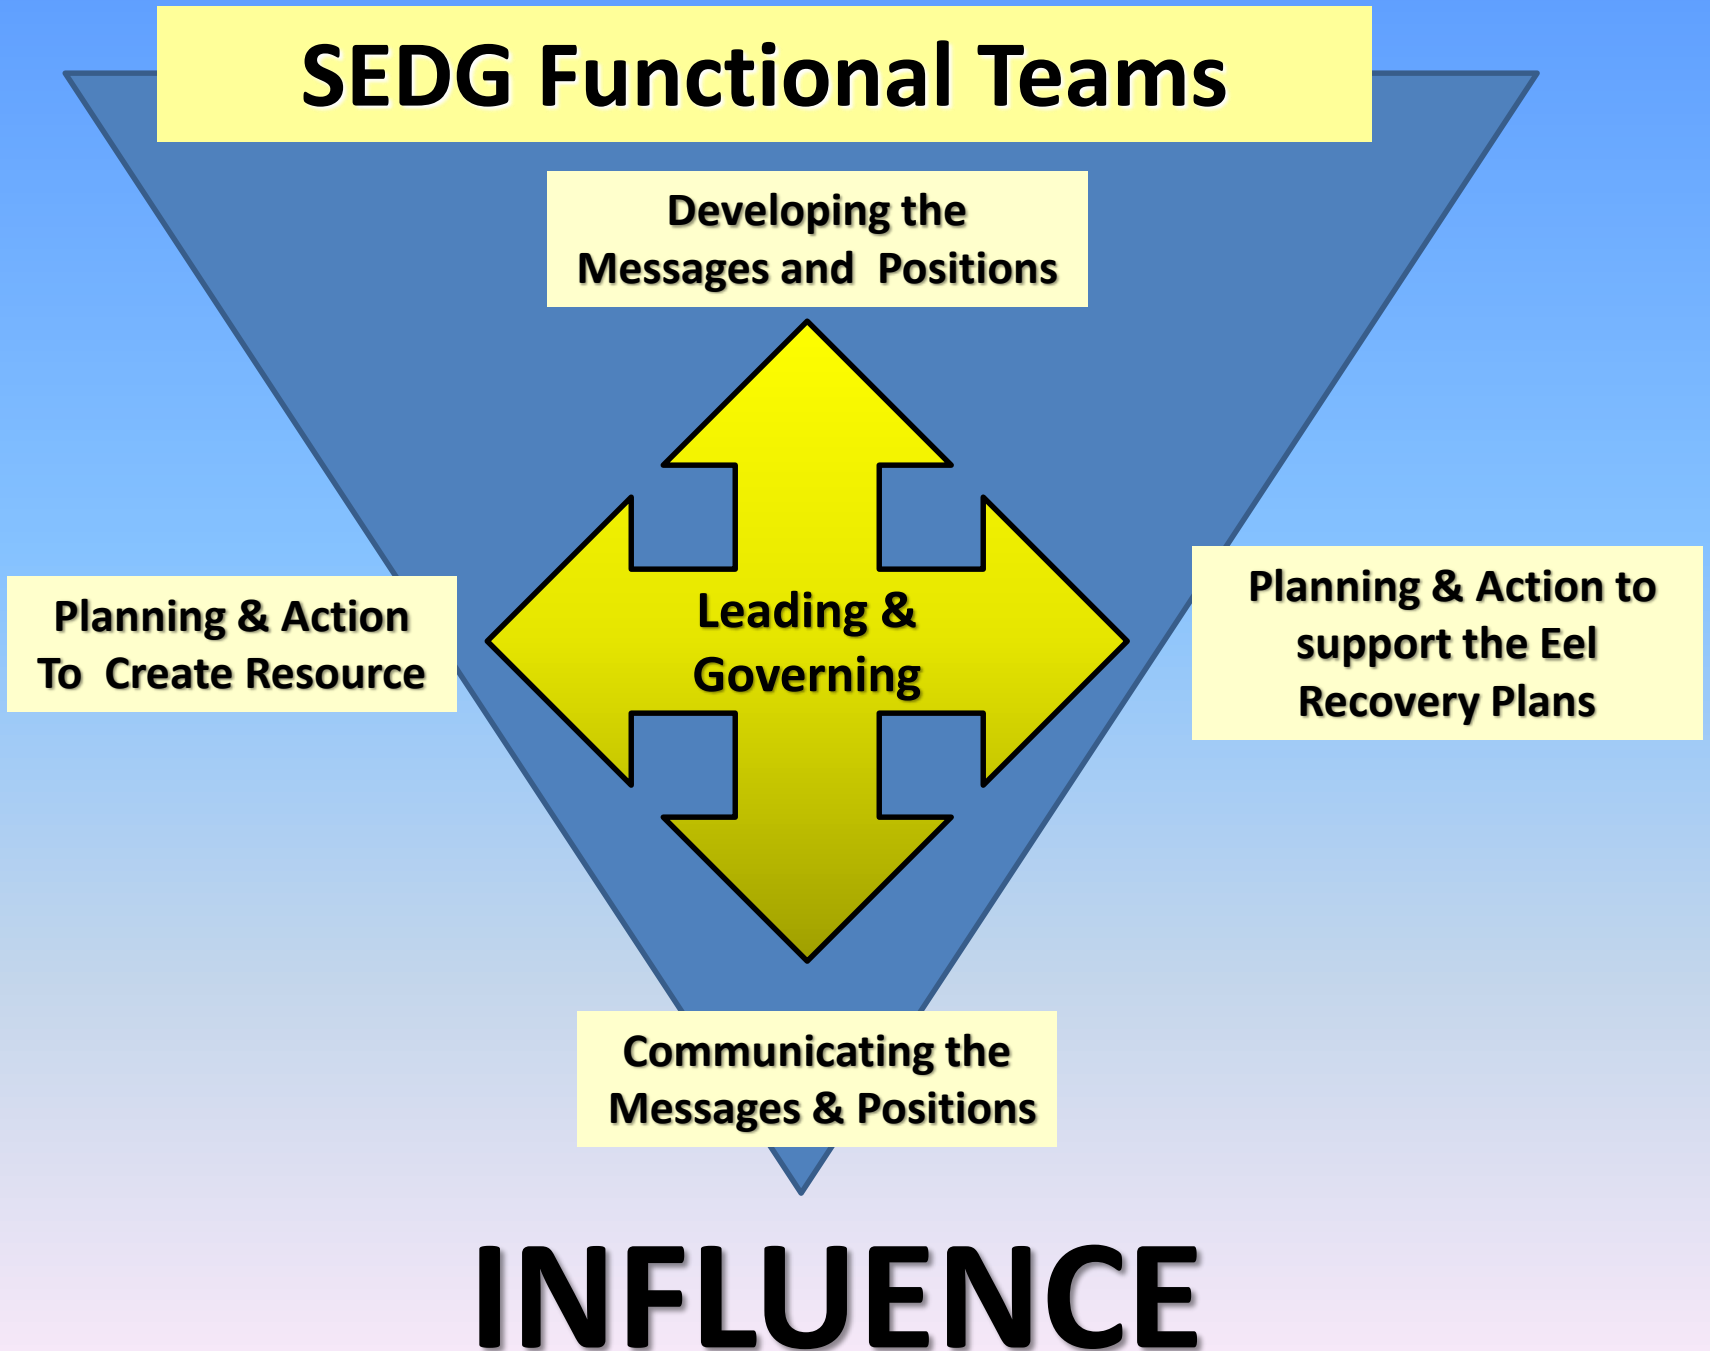 SEDG Functional Teams
Developing the
Messages and Positions
Planning & Action
To Create Resource
Leading &
Governing
Planning & Action to
support the Eel
Recovery Plans
Communicating the
Messages & Positions
INFLUENCE